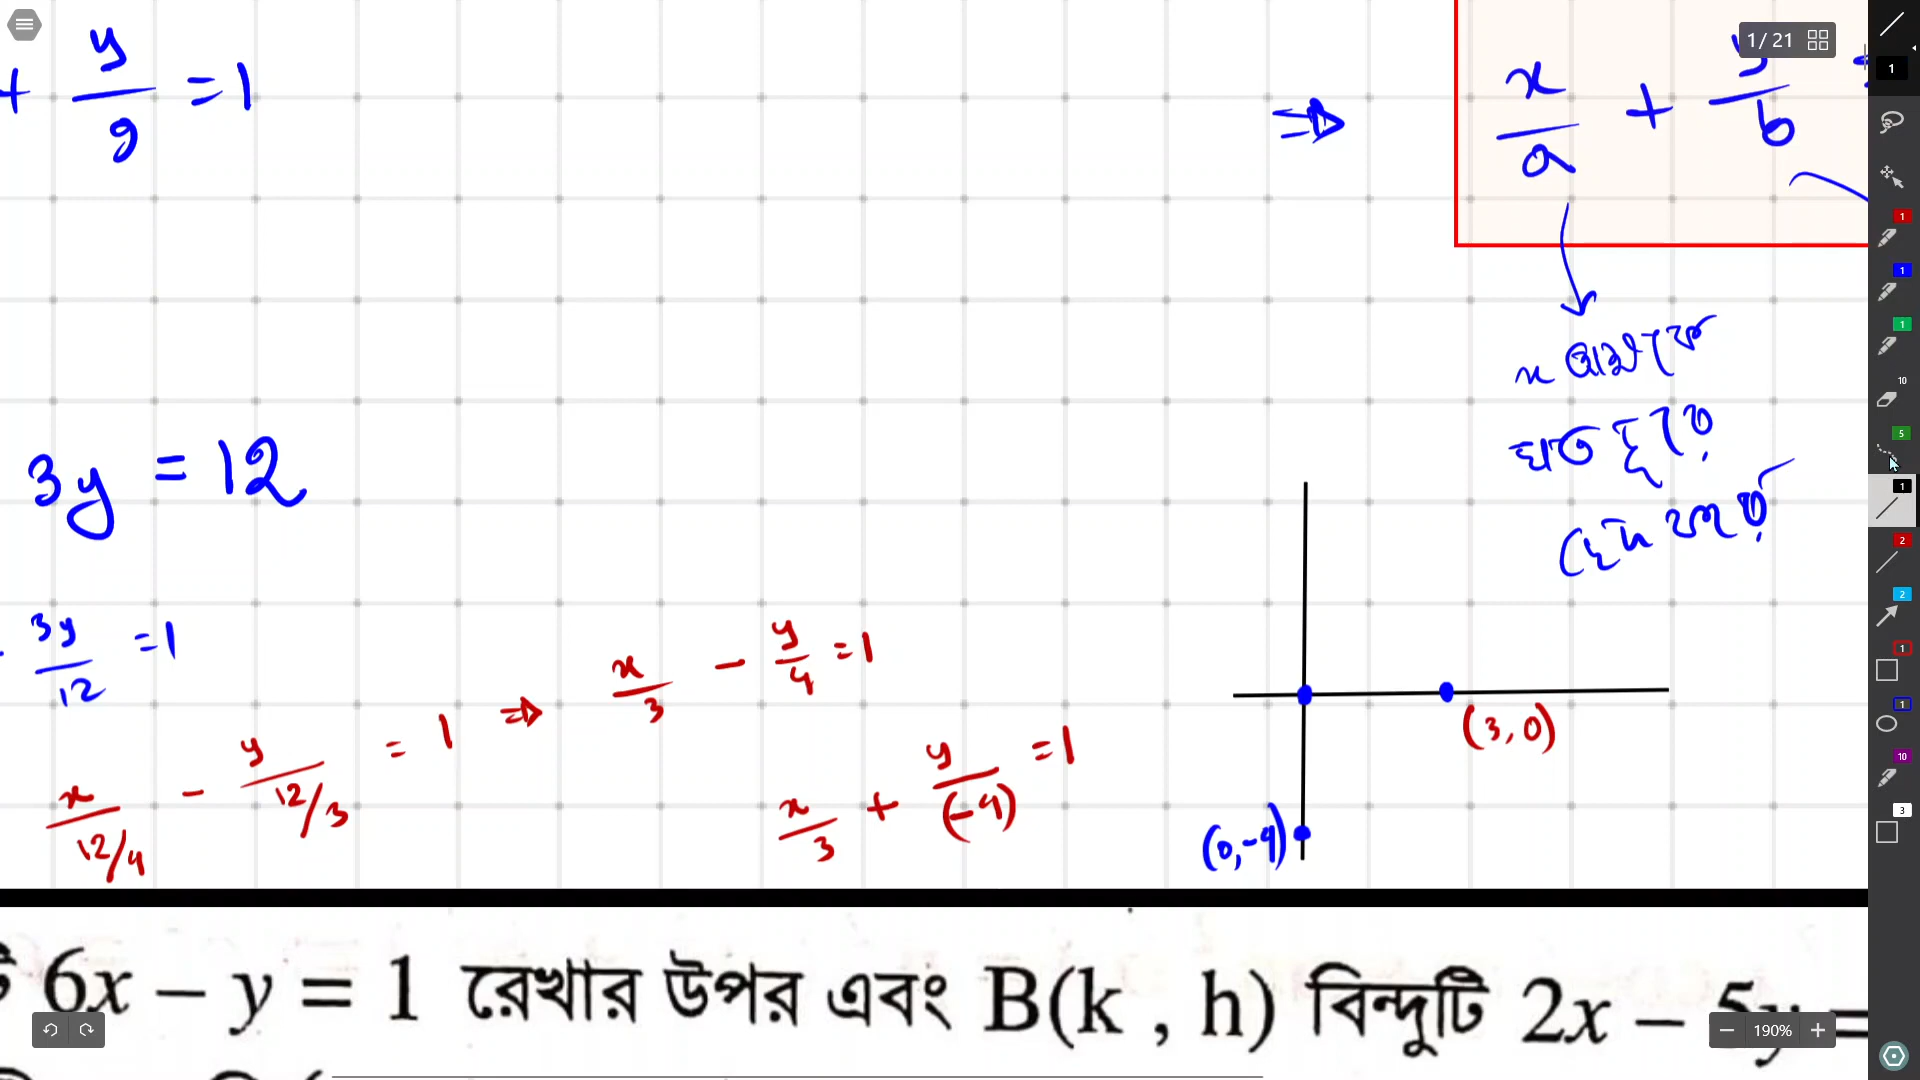 + y/9 = 1
1/ 21
⇒ x/a + y/b
x অক্ষকে
যত দূরে
ছেদ করে
3y = 12
3y/12 = 1
x/(12/4) - y/(12/3) = 1 ⇒ x/3 - y/4 = 1
x/3 + y/(-4) = 1
(3, 0)
(0, -4)
6x – y = 1 রেখার উপর এবং B(k , h) বিন্দুটি 2x – 5y =
190%